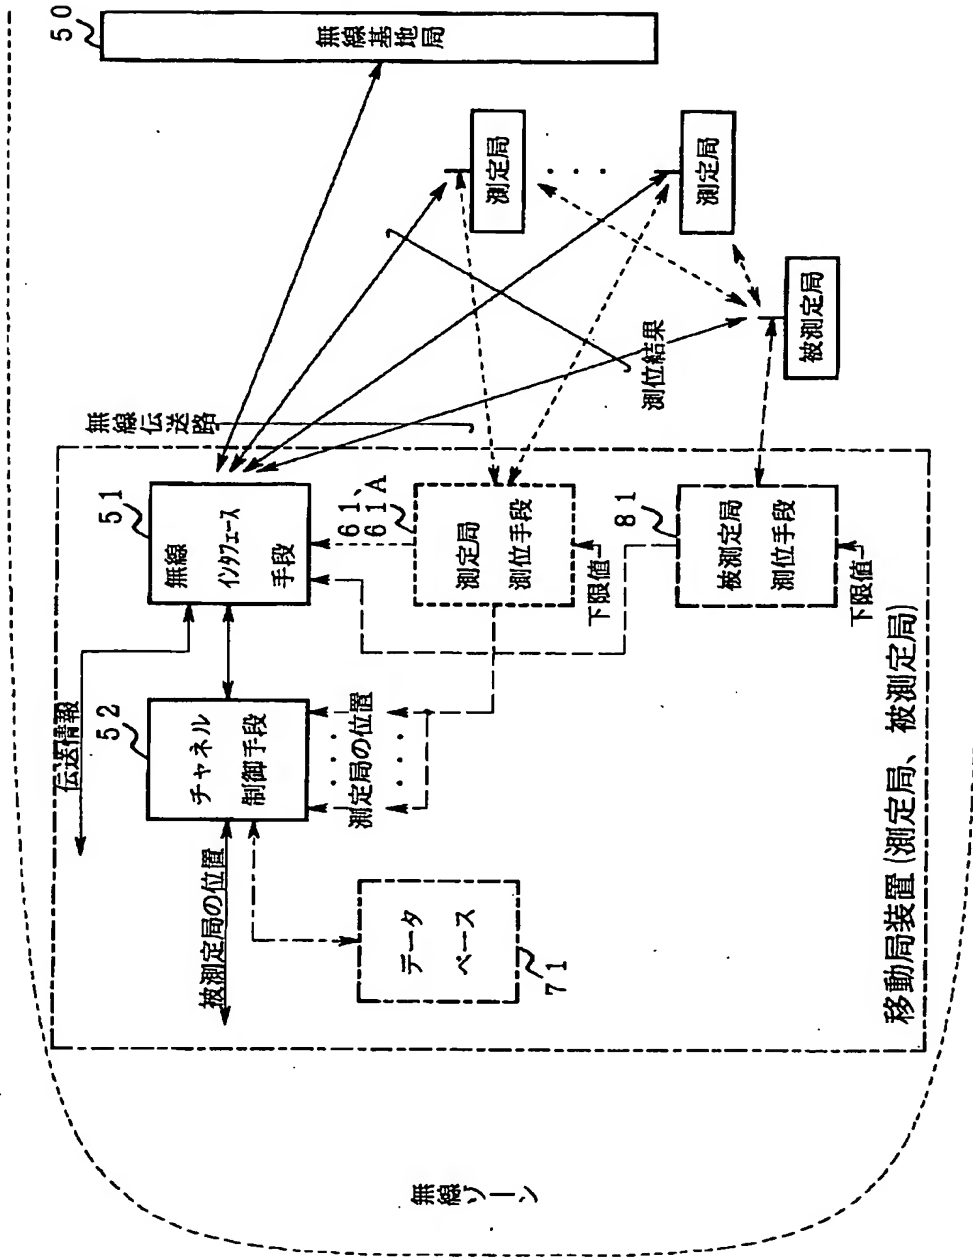 50
無線基地局
測定局
・・・
測定局
被測定局
測位結果
無線伝送路
51
無線
インタフェース
手段
61、
61A
測定局
測位手段
下限値
81
被測定局
測位手段
下限値
伝送情報
52
チャネル
制御手段
測定局の位置
被測定局の位置
データ
ベース
71
移動局装置(測定局、被測定局)
無線ゾーン